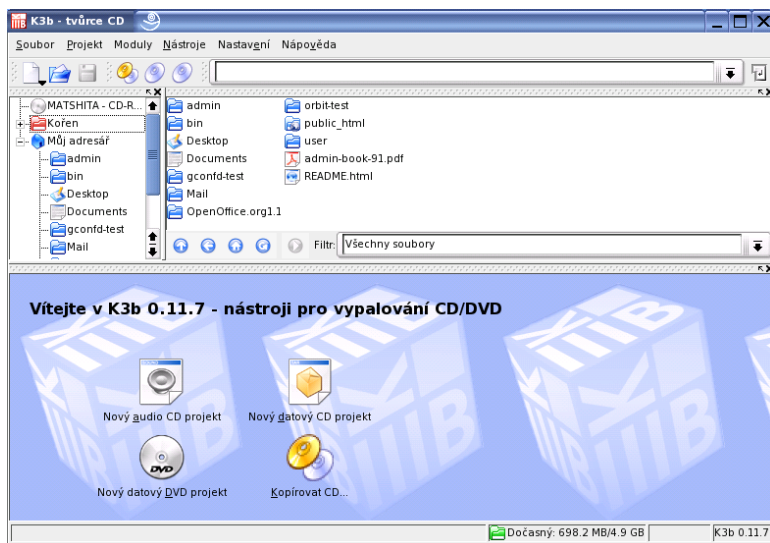 K3b - tvůrce CD
Soubor Projekt Moduly Nástroje Nastavení Nápověda
MATSHITA - CD-R...
Kořen
Můj adresář
admin
bin
Desktop
Documents
gconfd-test
Mail
admin
bin
Desktop
Documents
gconfd-test
Mail
OpenOffice.org1.1
orbit-test
public_html
user
admin-book-91.pdf
README.html
Filtr: Všechny soubory
Vítejte v K3b 0.11.7 - nástroji pro vypalování CD/DVD
Nový audio CD projekt
Nový datový CD projekt
DVD
Nový datový DVD projekt
Kopírovat CD...
Dočasný: 698.2 MB/4.9 GB
K3b 0.11.7